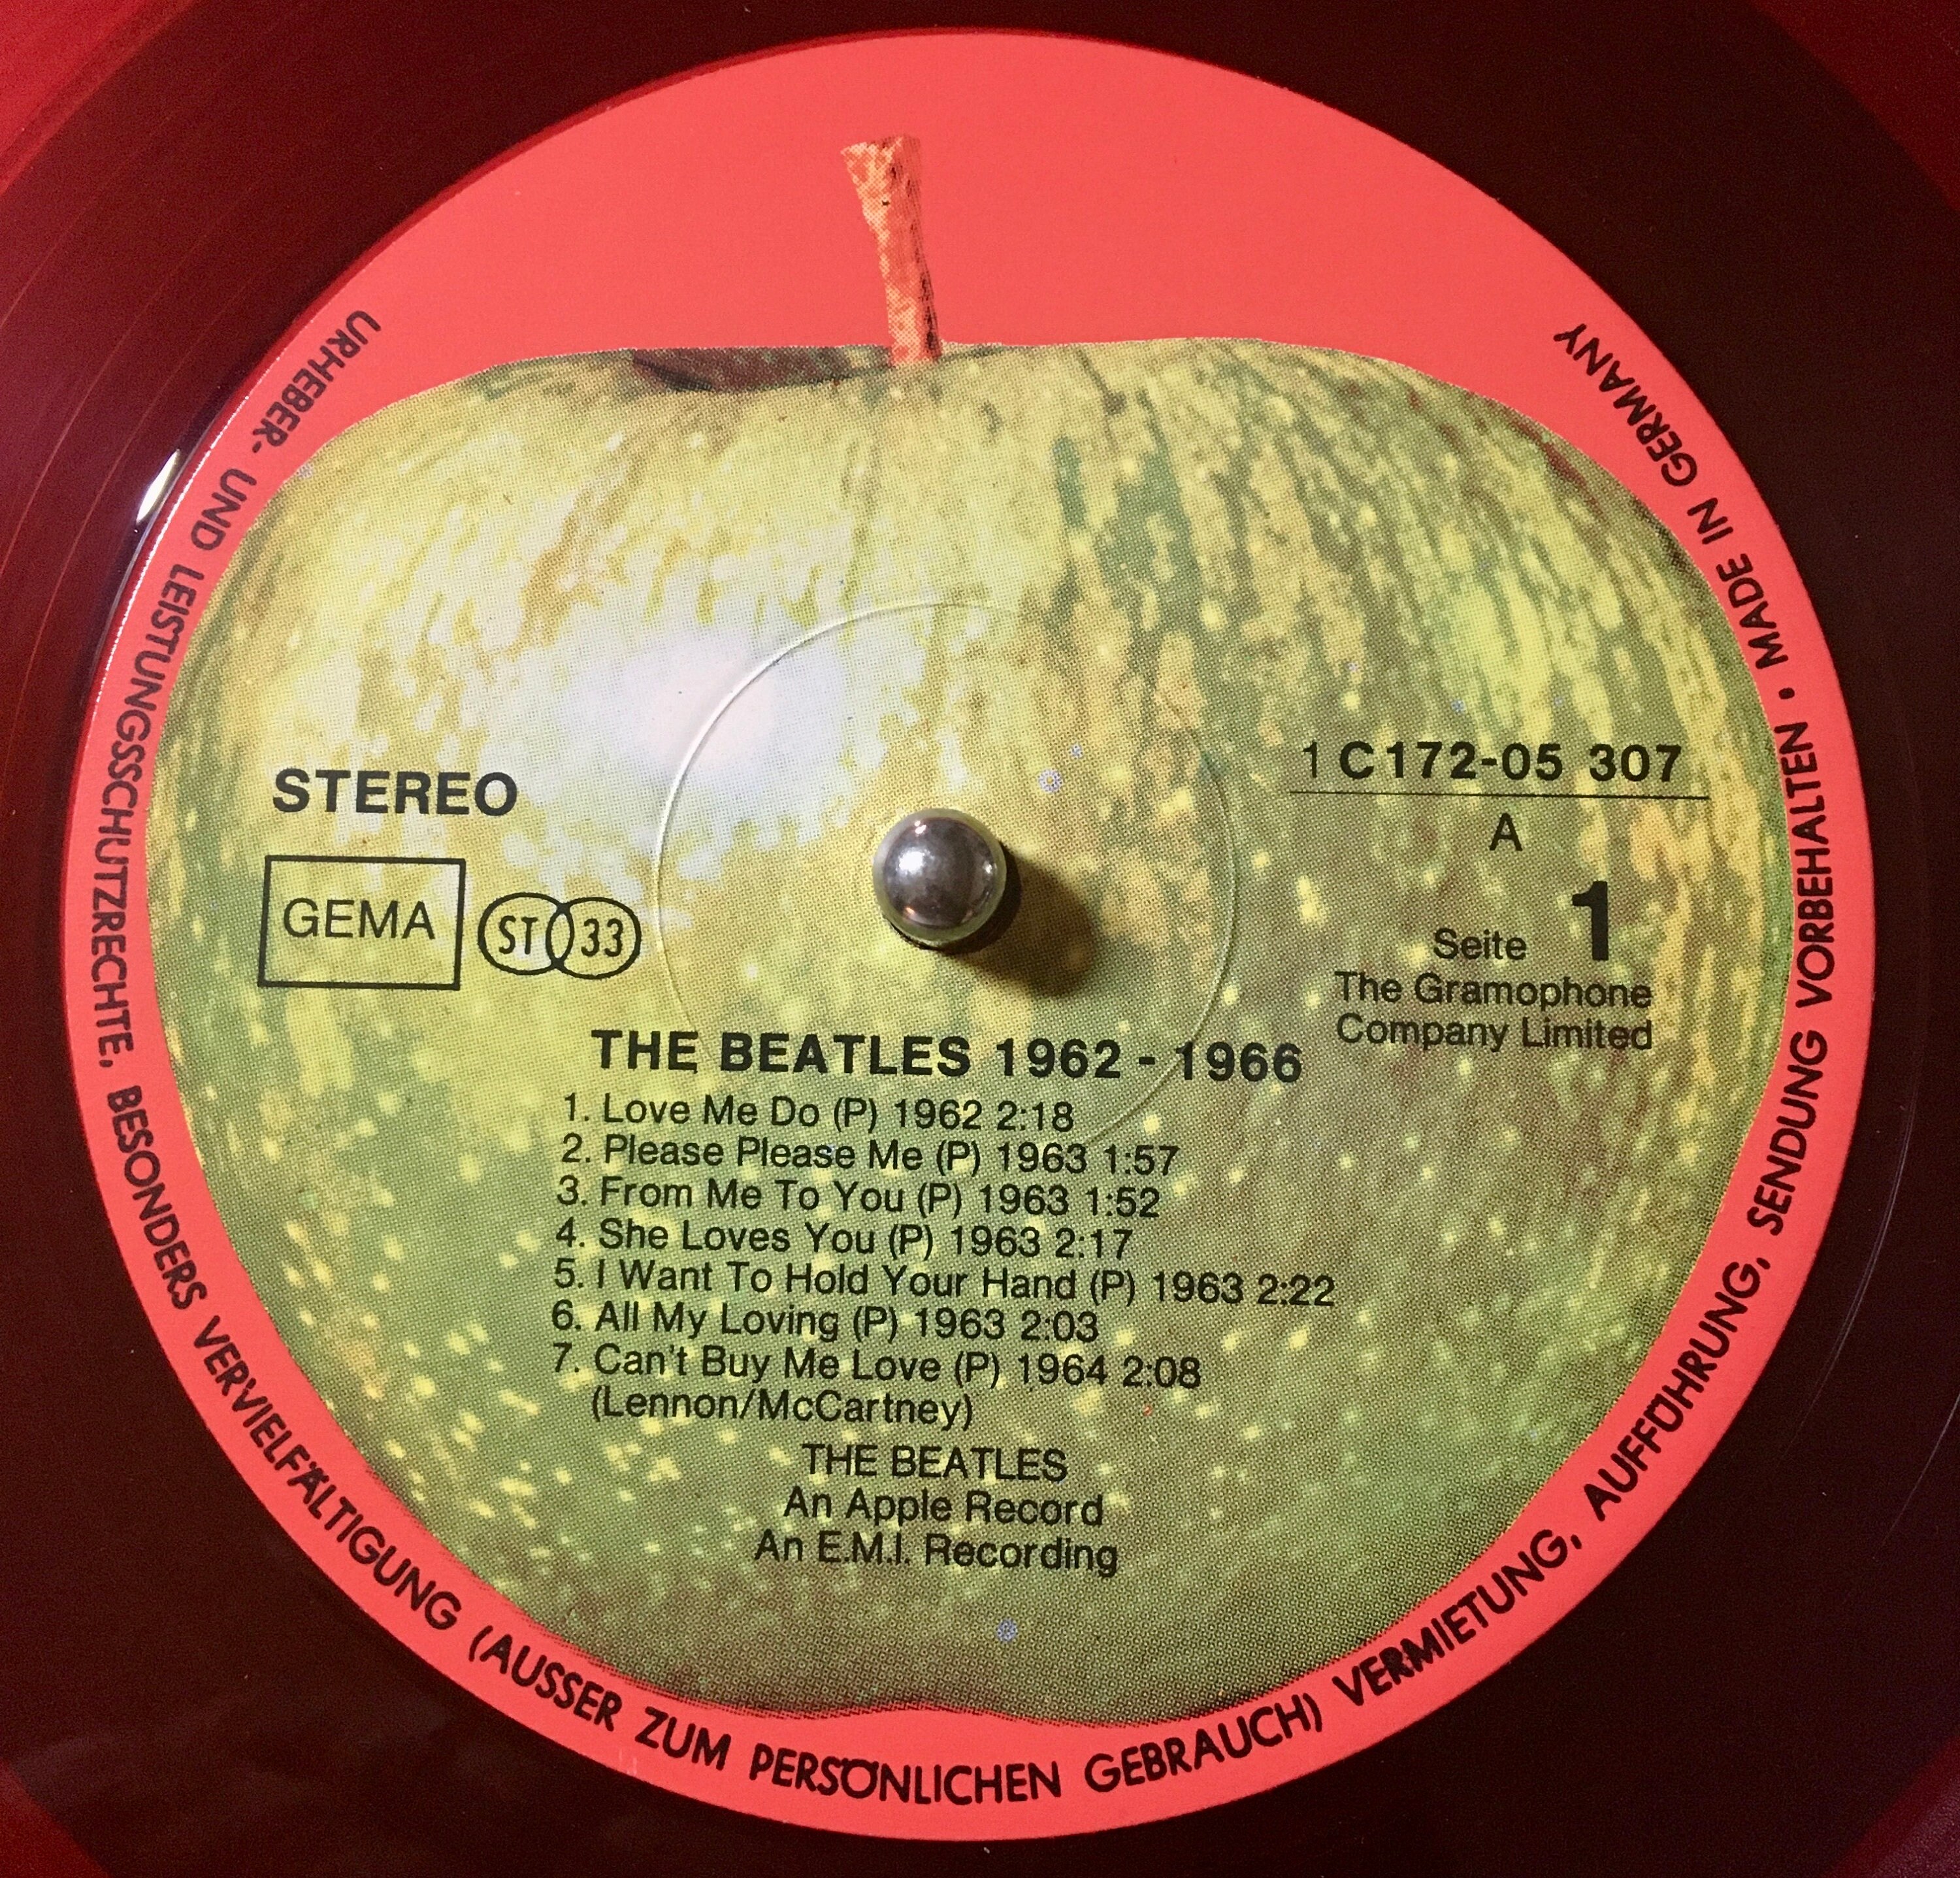 URHEBER- UND LEISTUNGSSCHUTZRECHTE, BESONDERS VERVIELFÄLTIGUNG (AUSSER ZUM PERSÖNLICHEN GEBRAUCH) VERMIETUNG, AUFFÜHRUNG, SENDUNG VORBEHALTEN • MADE IN GERMANY
STEREO
GEMA
ST 33
1 C172-05 307
A
Seite 1
The Gramophone
Company Limited
THE BEATLES 1962 - 1966
1. Love Me Do (P) 1962 2:18
2. Please Please Me (P) 1963 1:57
3. From Me To You (P) 1963 1:52
4. She Loves You (P) 1963 2:17
5. I Want To Hold Your Hand (P) 1963 2:22
6. All My Loving (P) 1963 2:03
7. Can't Buy Me Love (P) 1964 2:08
(Lennon/McCartney)
THE BEATLES
An Apple Record
An E.M.I. Recording